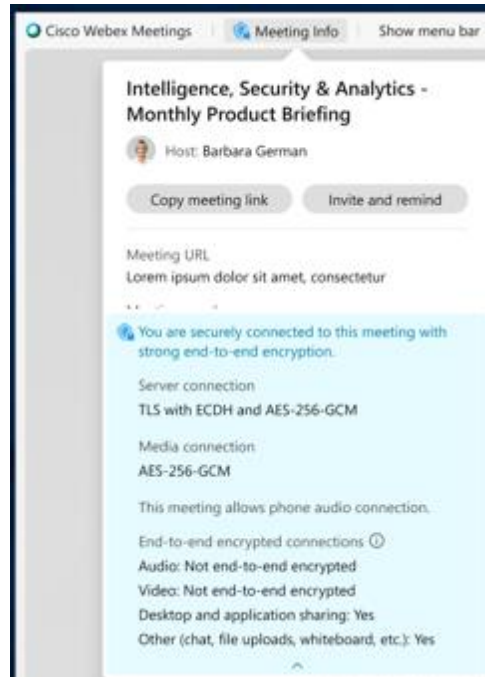 Cisco Webex Meetings
Meeting Info
Show menu bar
Intelligence, Security & Analytics -
Monthly Product Briefing
Host: Barbara German
Copy meeting link
Invite and remind
Meeting URL
Lorem ipsum dolor sit amet, consectetur
You are securely connected to this meeting with
strong end-to-end encryption.
Server connection
TLS with ECDH and AES-256-GCM
Media connection
AES-256-GCM
This meeting allows phone audio connection.
End-to-end encrypted connections
Audio: Not end-to-end encrypted
Video: Not end-to-end encrypted
Desktop and application sharing: Yes
Other (chat, file uploads, whiteboard, etc.): Yes